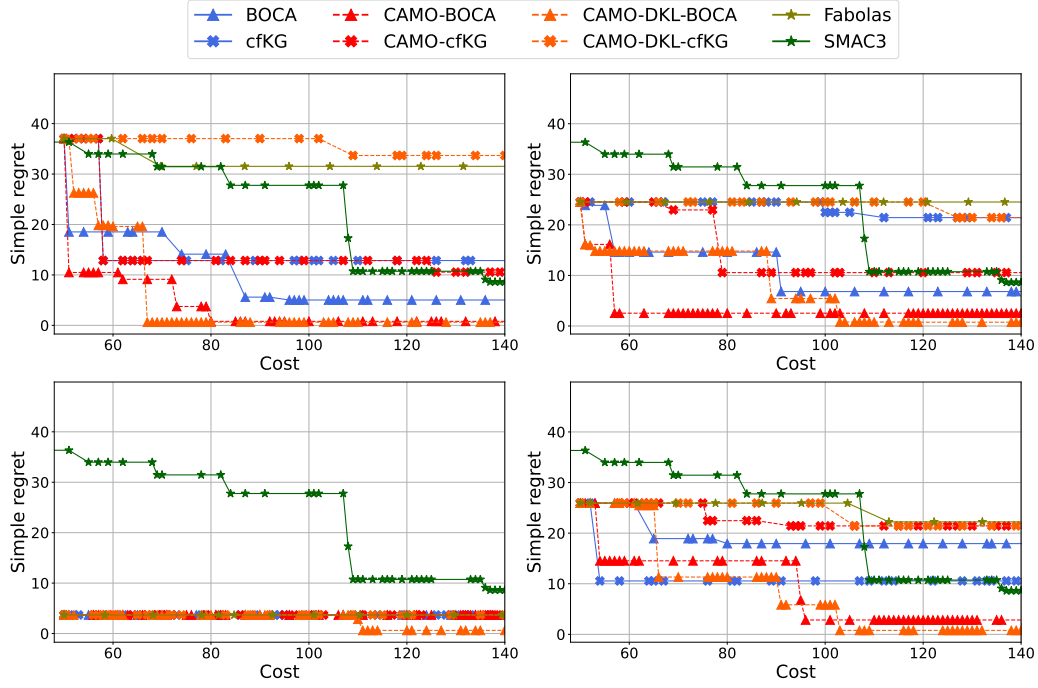 BOCA CAMO-BOCA CAMO-DKL-BOCA Fabolas
cfKG CAMO-cfKG CAMO-DKL-cfKG SMAC3
40
30
20
10
0
Simple regret
60 80 100 120 140
Cost
40
30
20
10
0
Simple regret
60 80 100 120 140
Cost
40
30
20
10
0
Simple regret
60 80 100 120 140
Cost
40
30
20
10
0
Simple regret
60 80 100 120 140
Cost